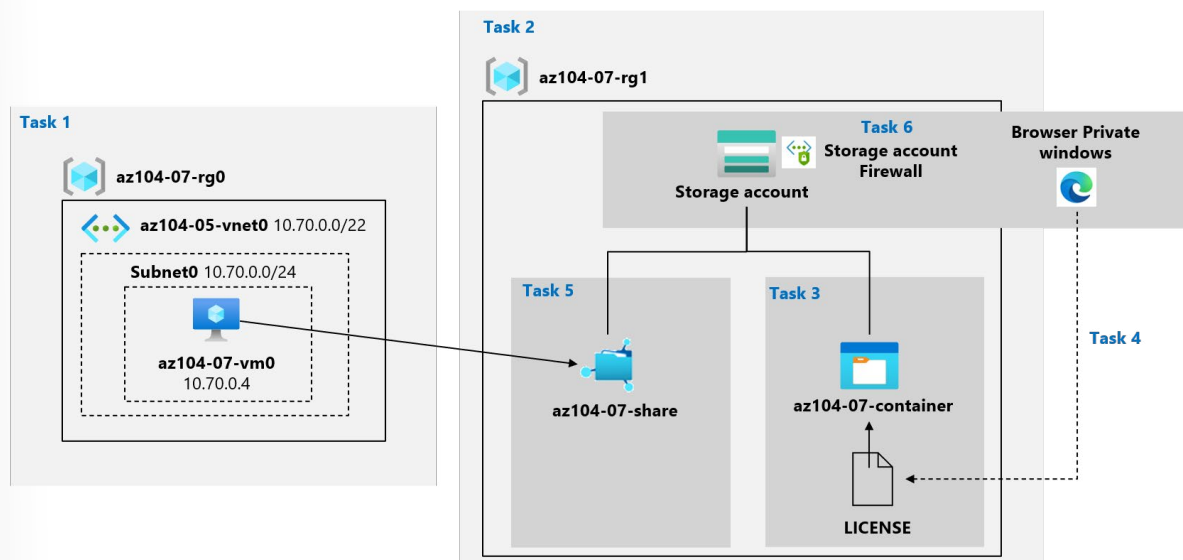 Task 1
az104-07-rg0
az104-05-vnet0 10.70.0.0/22
Subnet0 10.70.0.0/24
az104-07-vm0
10.70.0.4
Task 2
az104-07-rg1
Task 6
Storage account
Firewall
Storage account
Browser Private
windows
Task 5
az104-07-share
Task 3
az104-07-container
LICENSE
Task 4